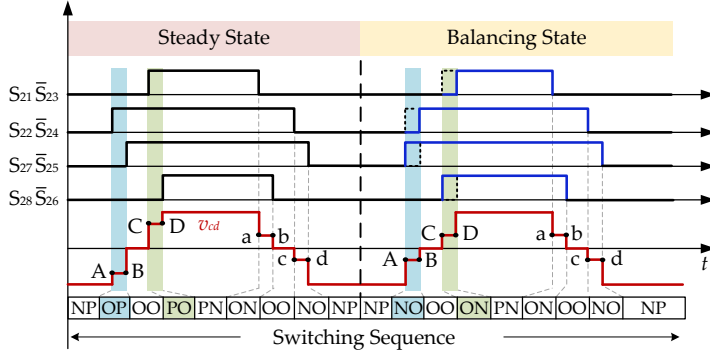 Steady State Balancing State
S₂₁ S̅₂₃
S₂₂ S̅₂₄
S₂₇ S̅₂₅
S₂₈ S̅₂₆
C D v_cd a b C D a b
A B c d A B c d t
NP OP OO PO PN ON OO NO NP NP NO OO ON PN ON OO NO NP
Switching Sequence